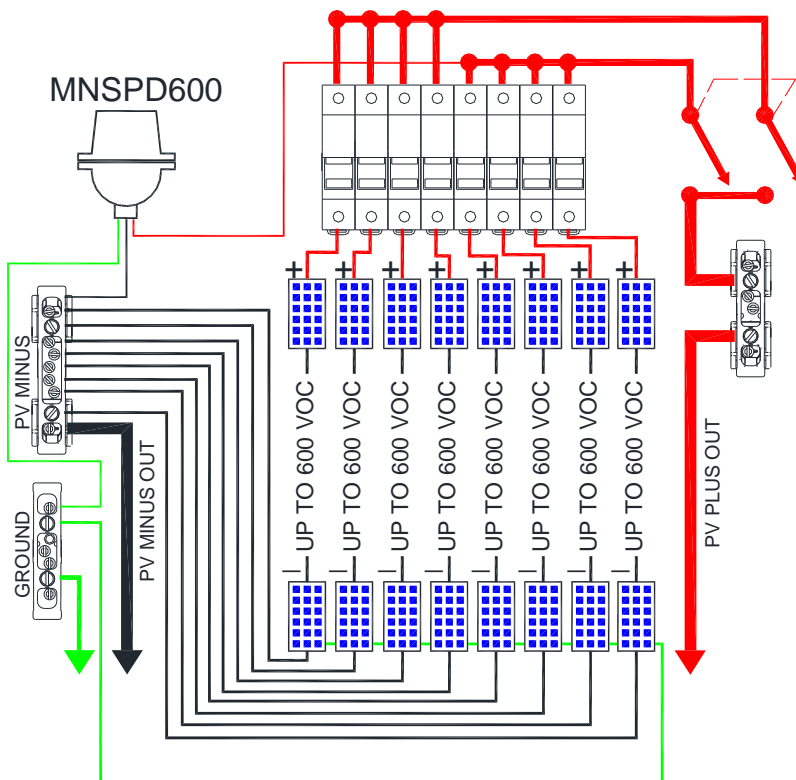 MNSPD600
+ + + + + + + +
PV MINUS
UP TO 600 VOC
UP TO 600 VOC
UP TO 600 VOC
UP TO 600 VOC
UP TO 600 VOC
UP TO 600 VOC
UP TO 600 VOC
UP TO 600 VOC
PV PLUS OUT
PV MINUS OUT
GROUND
– – – – – – – –